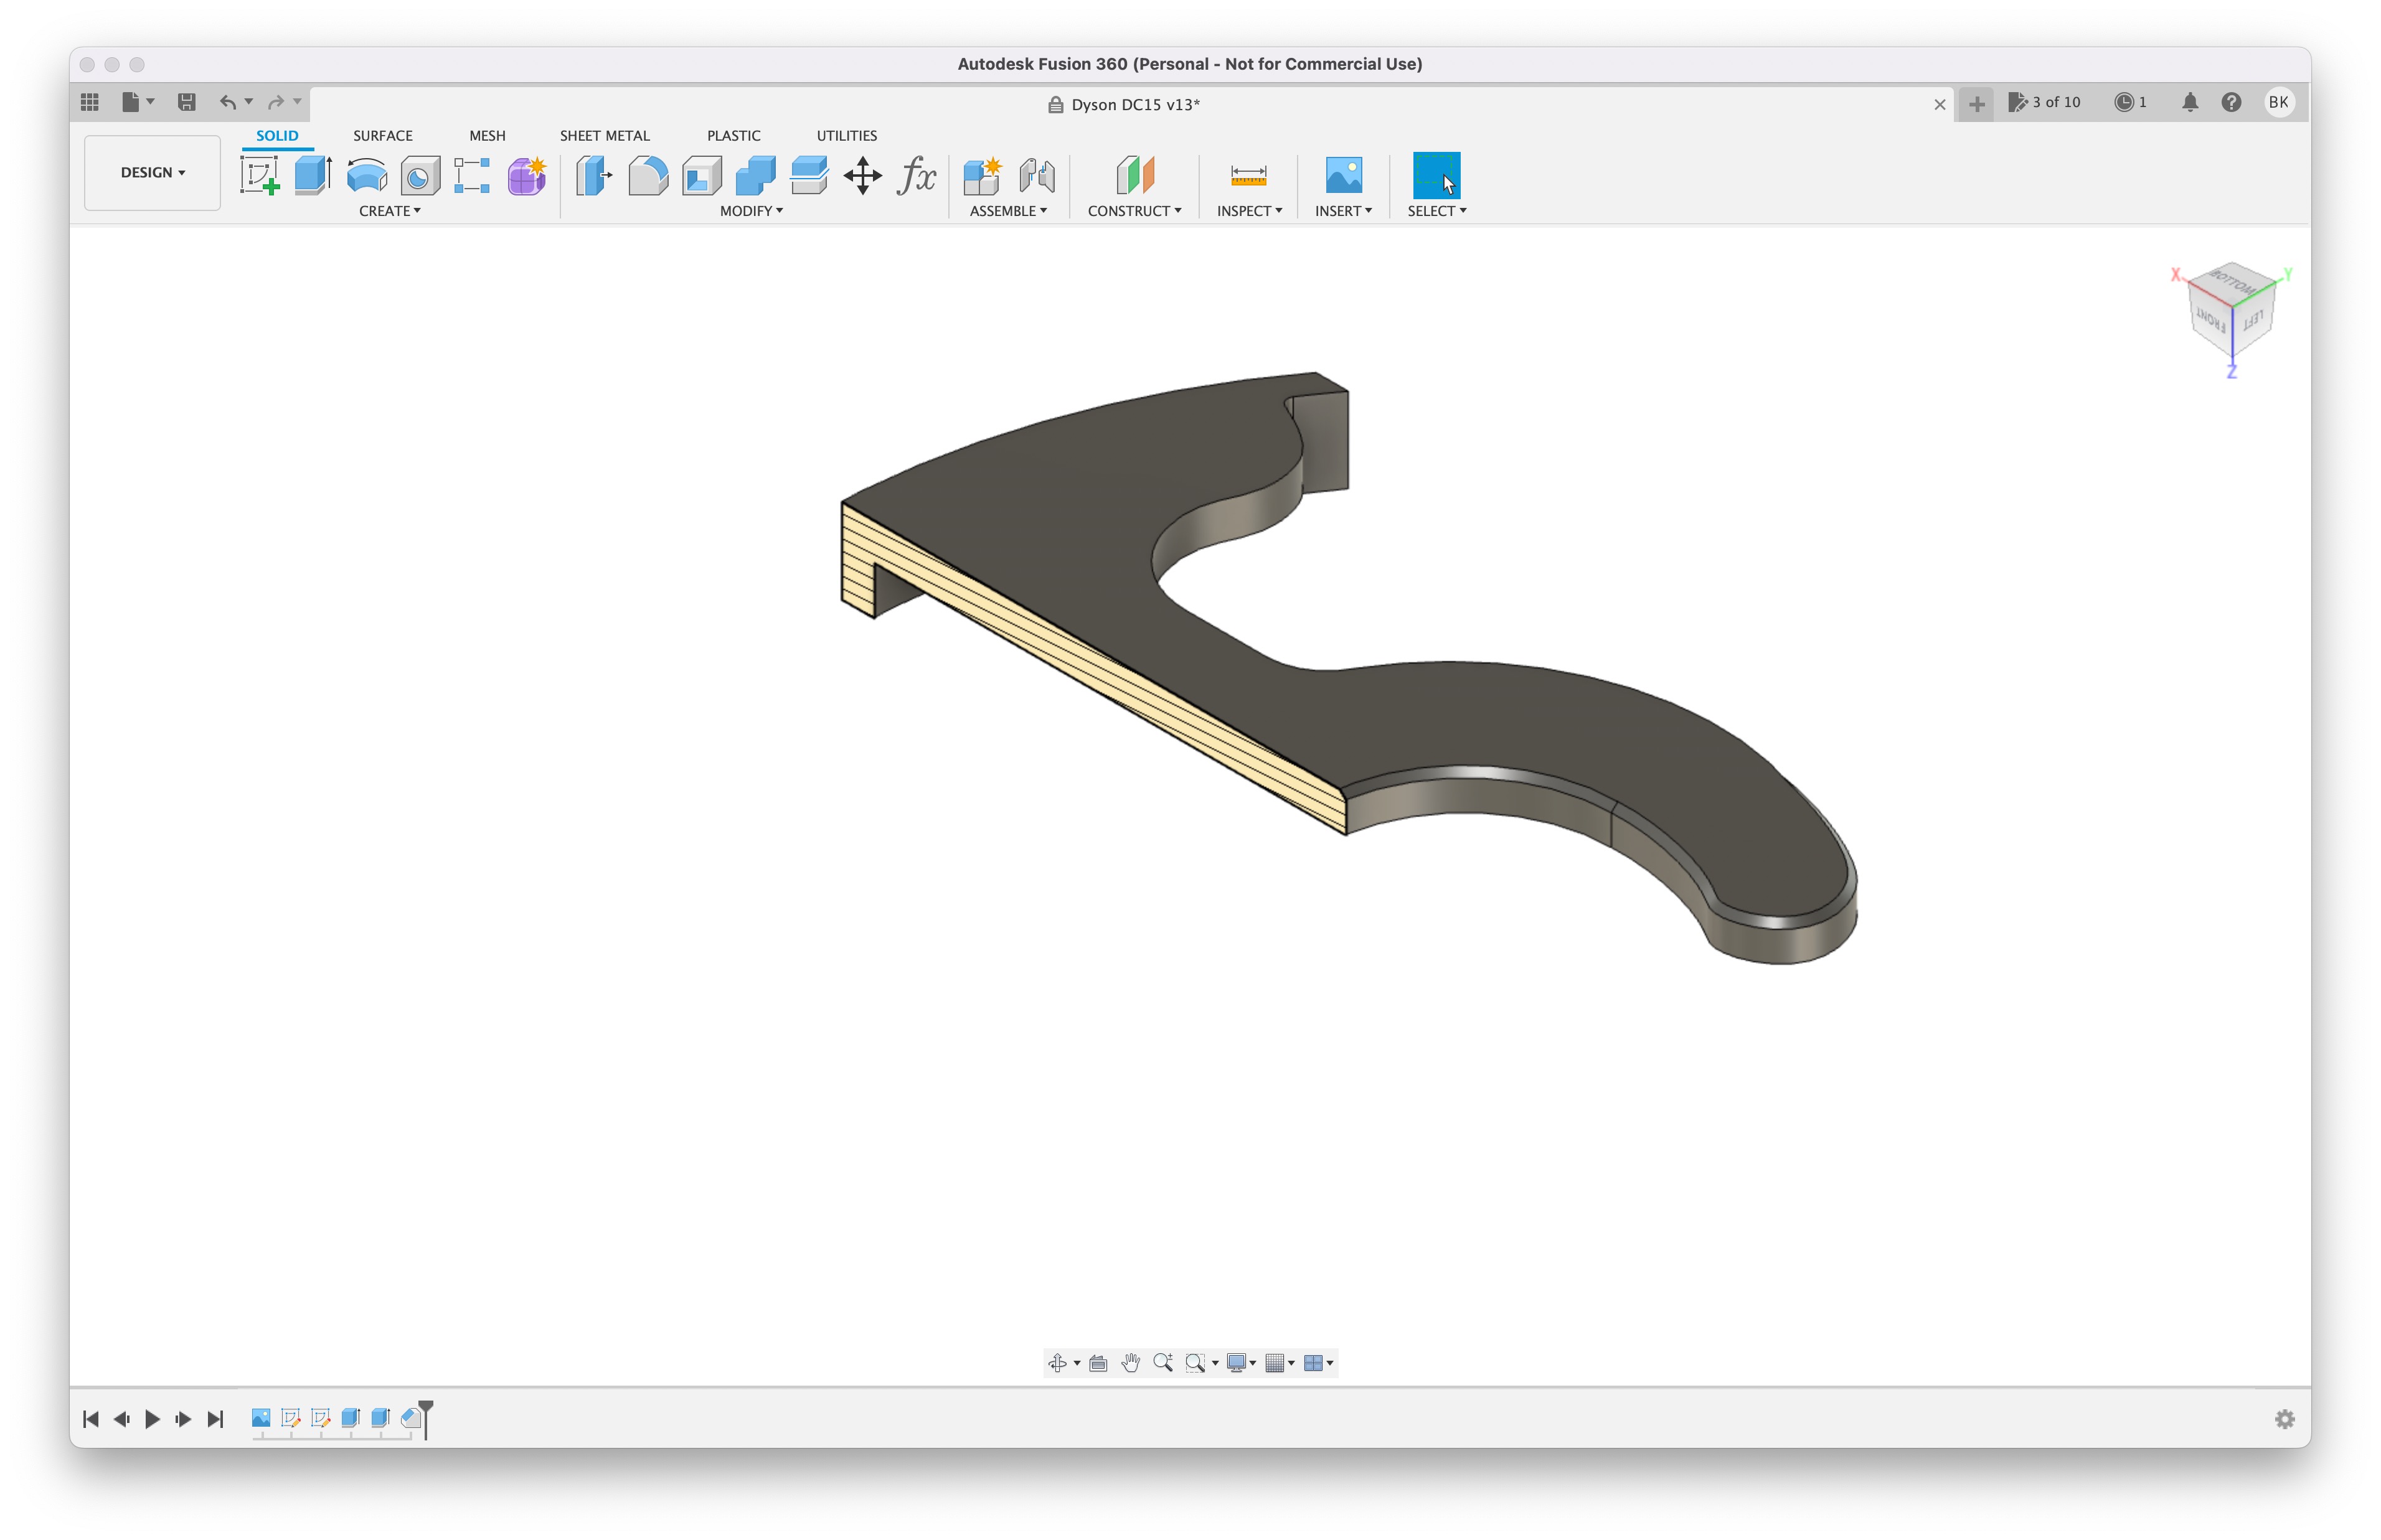 Autodesk Fusion 360 (Personal - Not for Commercial Use)
Dyson DC15 v13*
3 of 10
1
BK
DESIGN
SOLID
SURFACE
MESH
SHEET METAL
PLASTIC
UTILITIES
fx
CREATE
MODIFY
ASSEMBLE
CONSTRUCT
INSPECT
INSERT
SELECT
X
Y
BOTTOM
FRONT
LEFT
Z